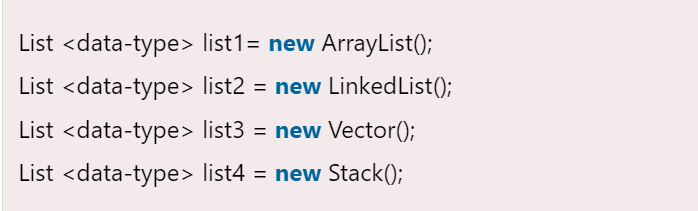 List <data-type> list1= new ArrayList();
List <data-type> list2 = new LinkedList();
List <data-type> list3 = new Vector();
List <data-type> list4 = new Stack();